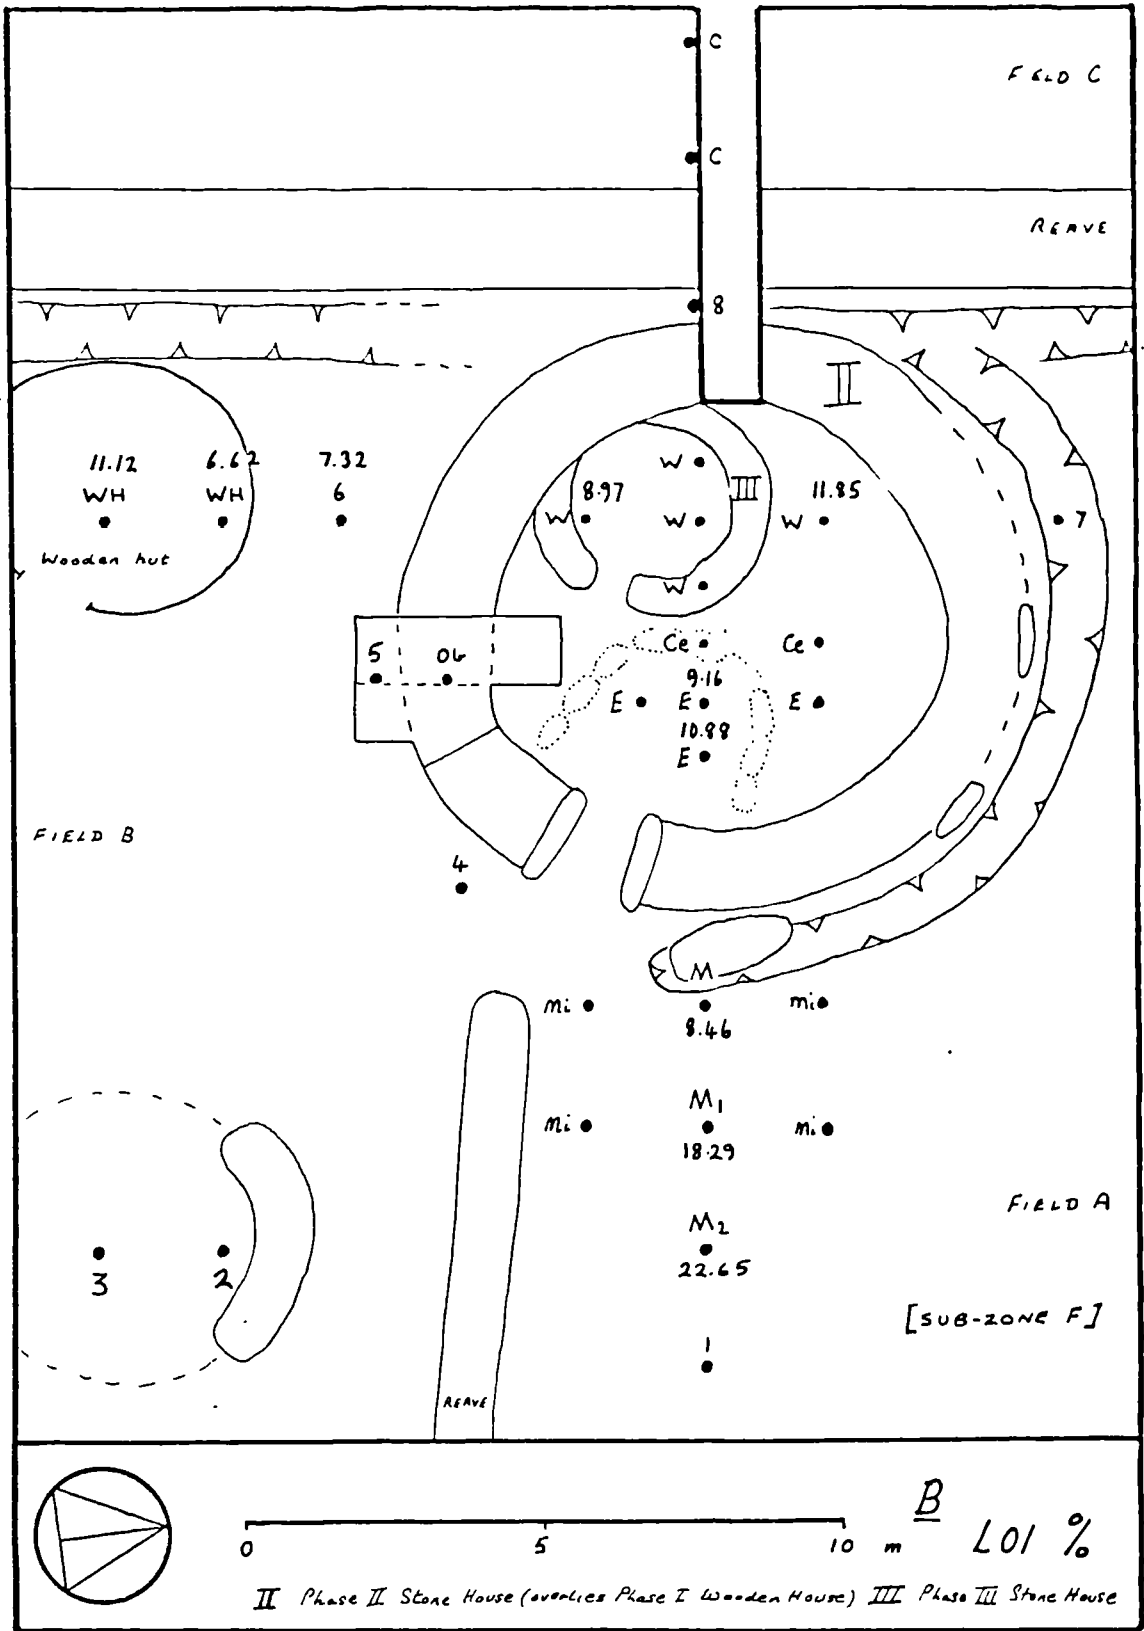 C
FIELD C
C
REAVE
8
II
11.12 6.62 7.32
WH WH 6
Wooden hut
W
8.97 III 11.85
W W W 7
W
5 Ob Ce Ce
9.16
E E E
10.88
E
FIELD B
4
M
Mi mi
8.46
M1
Mi mi
18.29
FIELD A
M2
22.65
3 2
[SUB-ZONE F]
1
REAVE
B
LOI %
0 5 10 m
II Phase II Stone House (overlies Phase I Wooden House) III Phase III Stone House